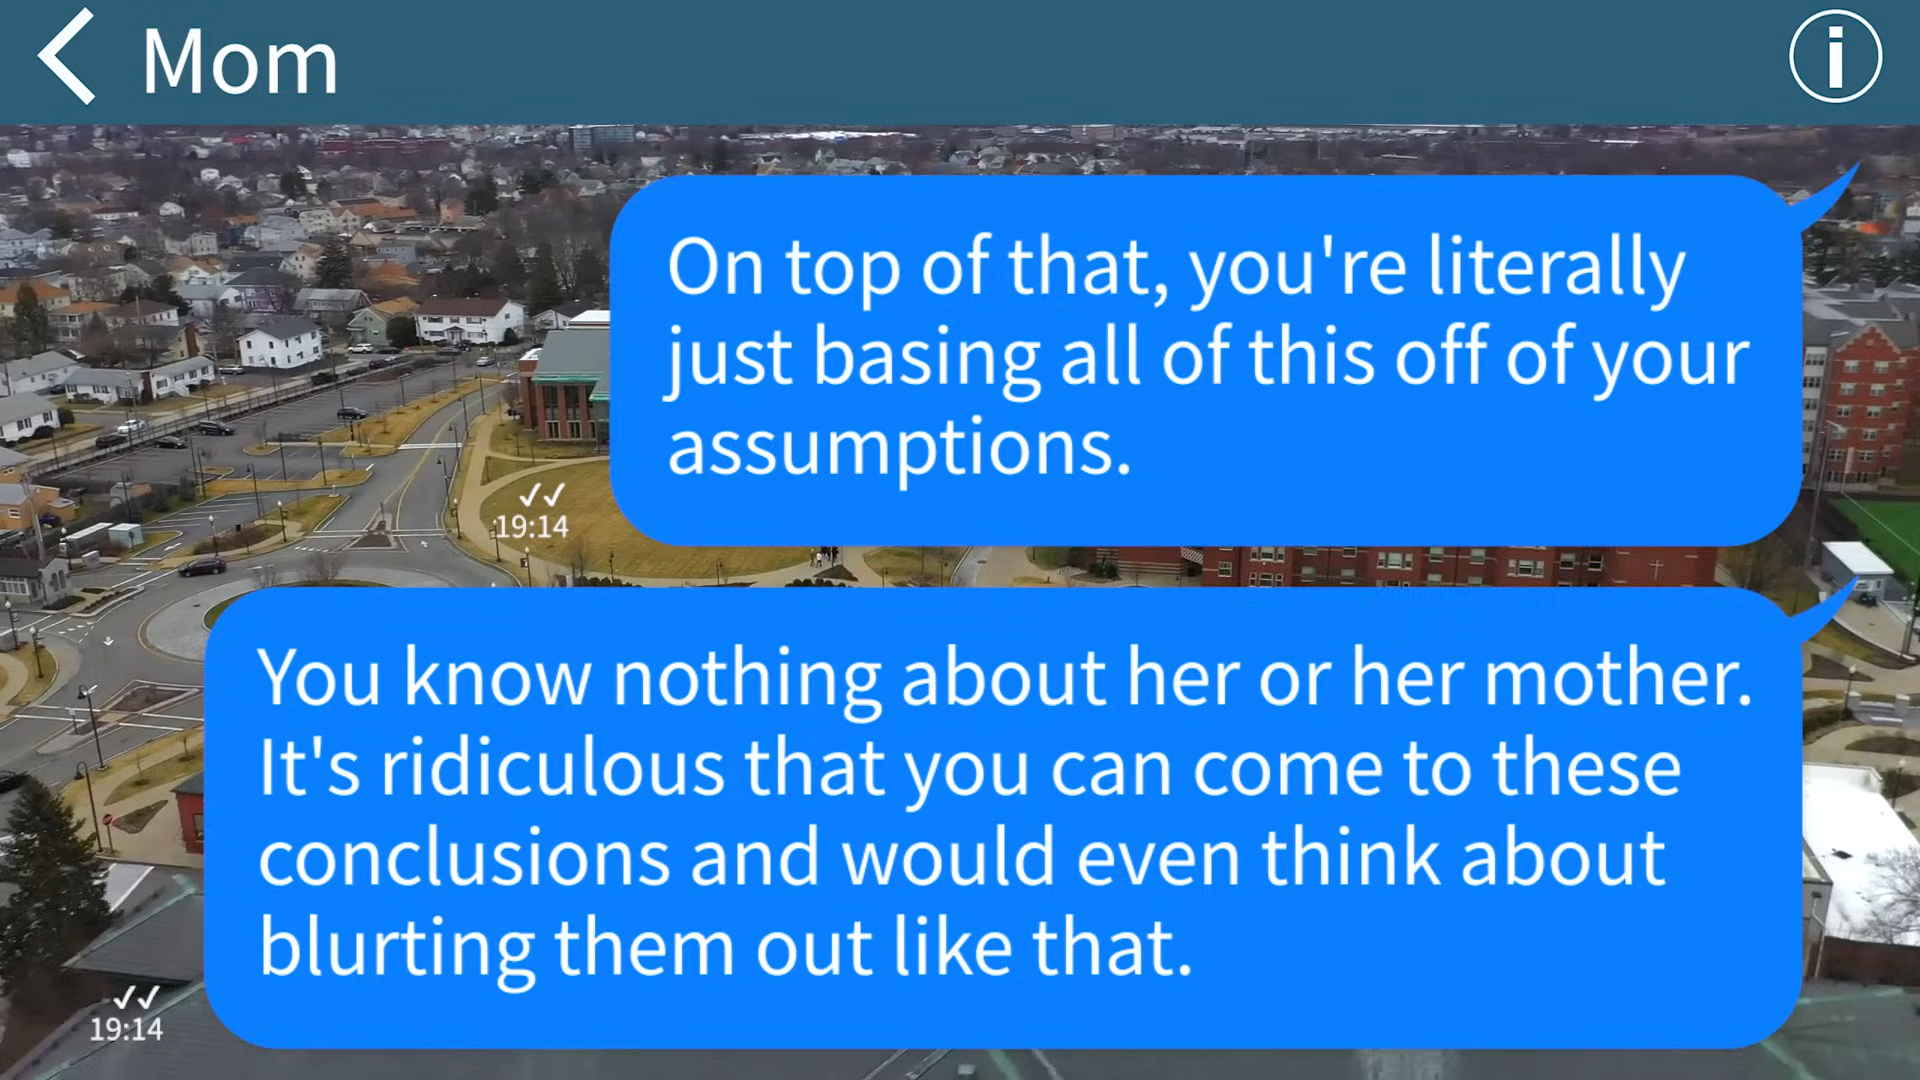 Mom
On top of that, you're literally
just basing all of this off of your
assumptions.
19:14
You know nothing about her or her mother.
It's ridiculous that you can come to these
conclusions and would even think about
blurting them out like that.
19:14